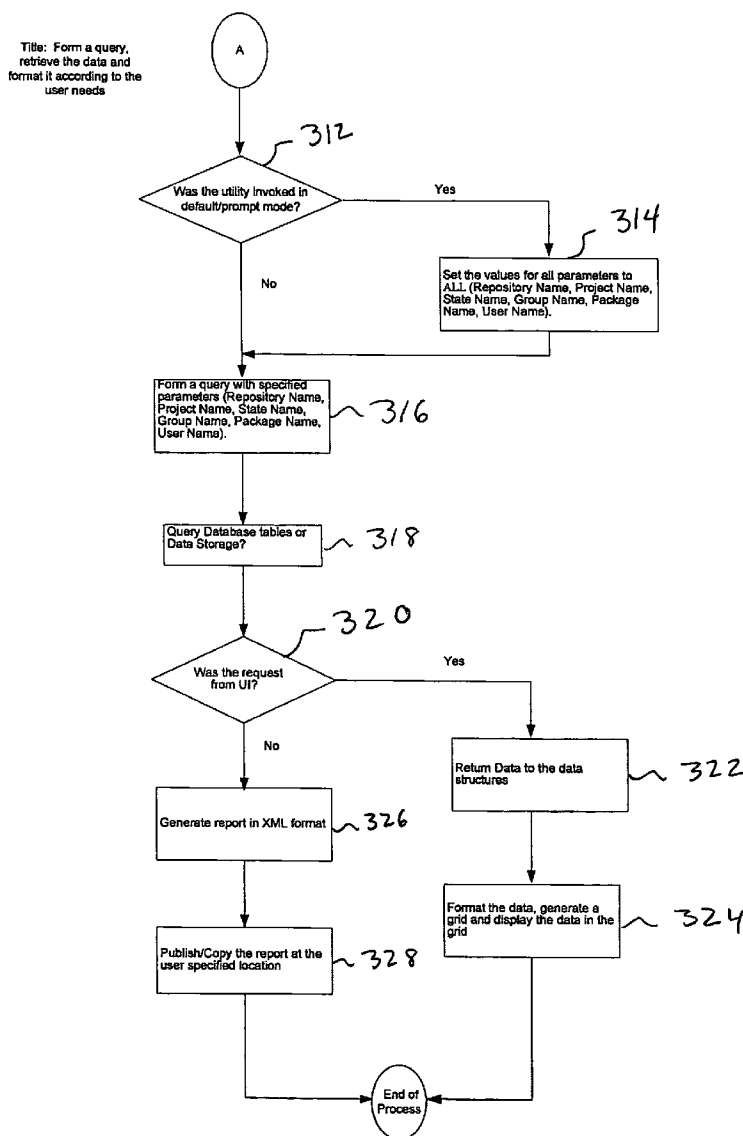 Title: Form a query,
retrieve the data and
format it according to the
user needs
A
312
Was the utility invoked in
default/prompt mode?
Yes
314
Set the values for all parameters to
ALL (Repository Name, Project Name,
State Name, Group Name, Package
Name, User Name).
No
Form a query with specified
parameters (Repository Name,
Project Name, State Name,
Group Name, Package Name,
User Name).
316
Query Database tables or
Data Storage?
318
320
Was the request
from UI?
Yes
No
Return Data to the data
structures
322
Generate report in XML format
326
Format the data, generate a
grid and display the data in the
grid
324
Publish/Copy the report at the
user specified location
328
End of
Process